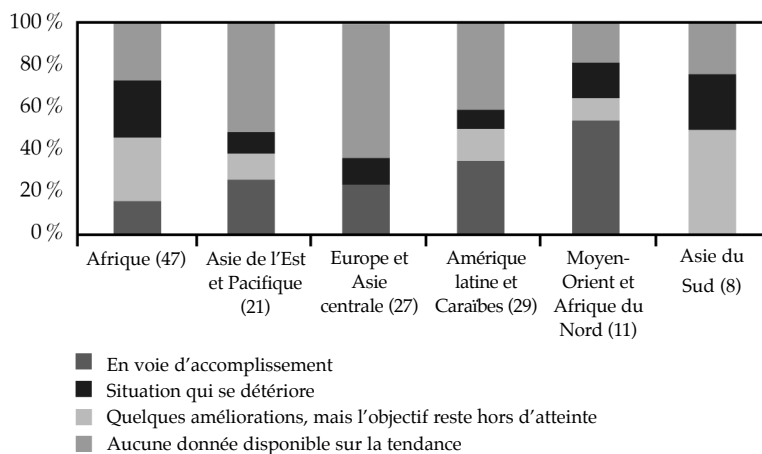 100 %
80 %
60 %
40 %
20 %
0 %
Afrique (47)
Asie de l'Est
et Pacifique
(21)
Europe et
Asie
centrale (27)
Amérique
latine et
Caraïbes (29)
Moyen-
Orient et
Afrique du
Nord (11)
Asie du
Sud (8)
En voie d'accomplissement
Situation qui se détériore
Quelques améliorations, mais l'objectif reste hors d'atteinte
Aucune donnée disponible sur la tendance